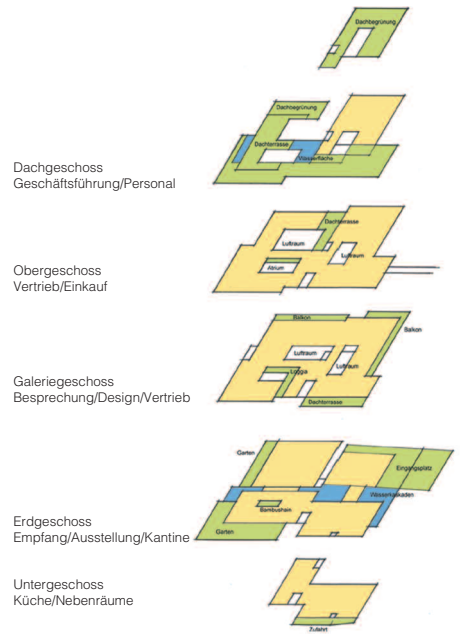 Dachbegrünung
Dachbegrünung
Dachterrasse
Wasserfläche
Dachgeschoss
Geschäftsführung/Personal
Dachterrasse
Luftraum
Luftraum
Atrium
Obergeschoss
Vertrieb/Einkauf
Balkon
Balkon
Luftraum
Luftraum
Loggia
Dachterrasse
Galeriegeschoss
Besprechung/Design/Vertrieb
Garten
Eingangsplatz
Wasserkaskaden
Bambushain
Garten
Erdgeschoss
Empfang/Ausstellung/Kantine
Untergeschoss
Küche/Nebenräume
Zufahrt